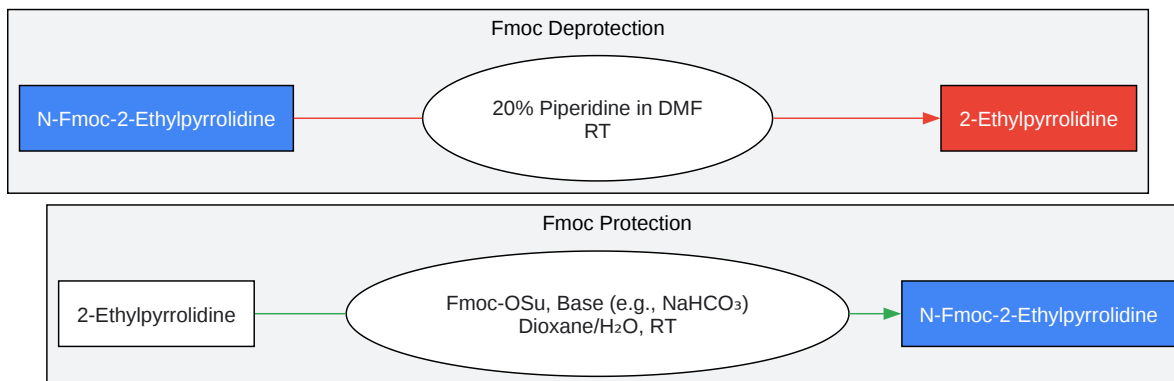 Fmoc Deprotection
N-Fmoc-2-Ethylpyrrolidine
20% Piperidine in DMF
RT
2-Ethylpyrrolidine
Fmoc Protection
2-Ethylpyrrolidine
Fmoc-OSu, Base (e.g., NaHCO₃)
Dioxane/H₂O, RT
N-Fmoc-2-Ethylpyrrolidine